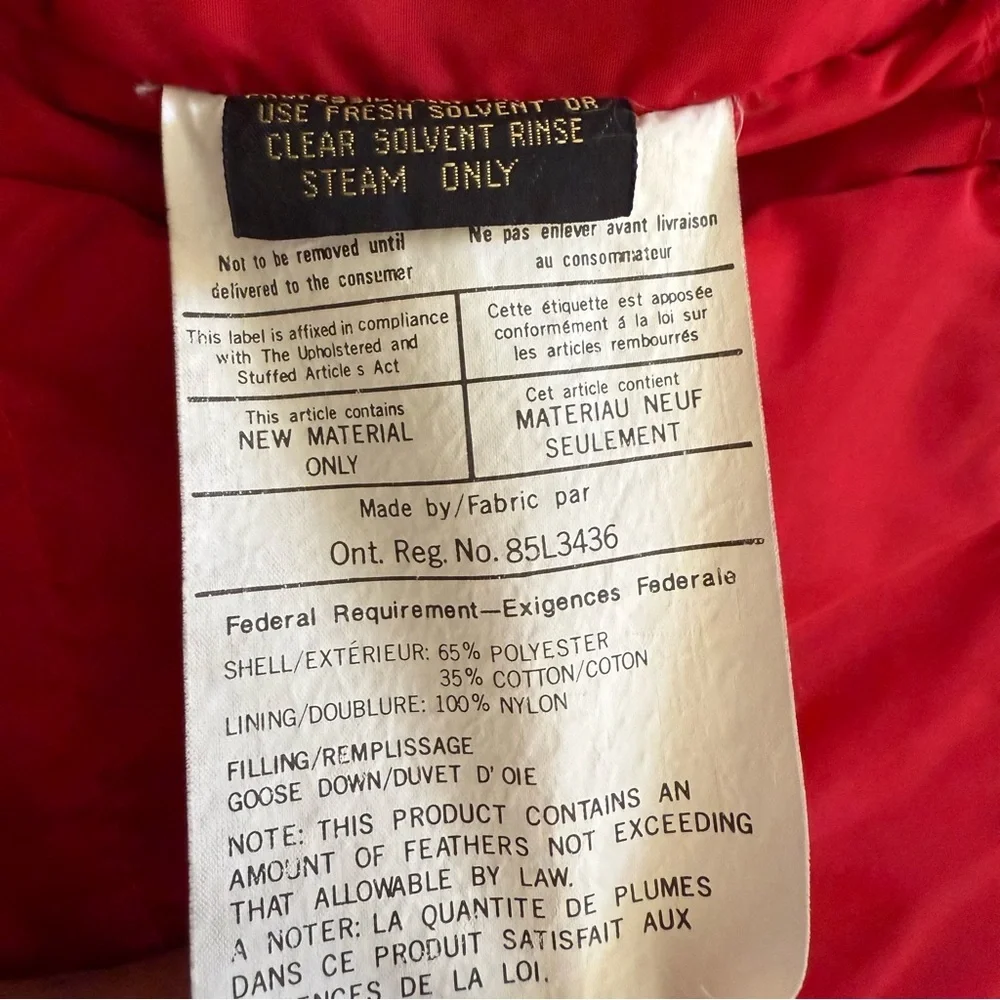 USE FRESH SOLVENT OR
CLEAR SOLVENT RINSE
STEAM ONLY
Not to be removed until
delivered to the consumer
Ne pas enlever avant livraison
au consommateur
This label is affixed in compliance
with The Upholstered and
Stuffed Article s Act
Cette étiquette est apposée
conformément á la loi sur
les articles rembourrés
This article contains
NEW MATERIAL
ONLY
Cet article contient
MATERIAU NEUF
SEULEMENT
Made by/Fabric par
Ont. Reg. No. 85L3436
Federal Requirement—Exigences Federale
SHELL/EXTÉRIEUR: 65% POLYESTER
35% COTTON/COTON
LINING/DOUBLURE: 100% NYLON
FILLING/REMPLISSAGE
GOOSE DOWN/DUVET D'OIE
NOTE: THIS PRODUCT CONTAINS AN
AMOUNT OF FEATHERS NOT EXCEEDING
THAT ALLOWABLE BY LAW.
A NOTER: LA QUANTITE DE PLUMES
DANS CE PRODUIT SATISFAIT AUX
DE LA LOI.